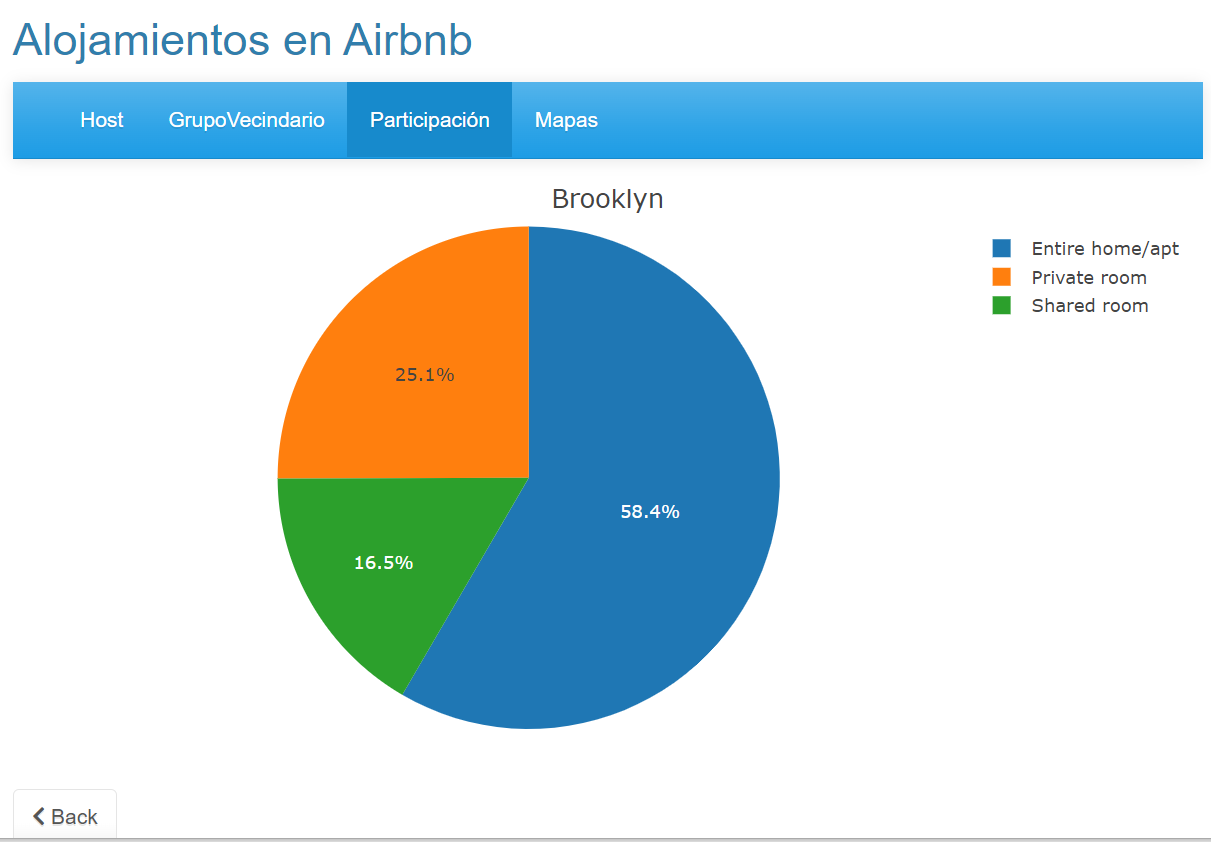 Alojamientos en Airbnb
Host GrupoVecindario Participación Mapas
Brooklyn
Entire home/apt
Private room
Shared room
25.1%
58.4%
16.5%
Back